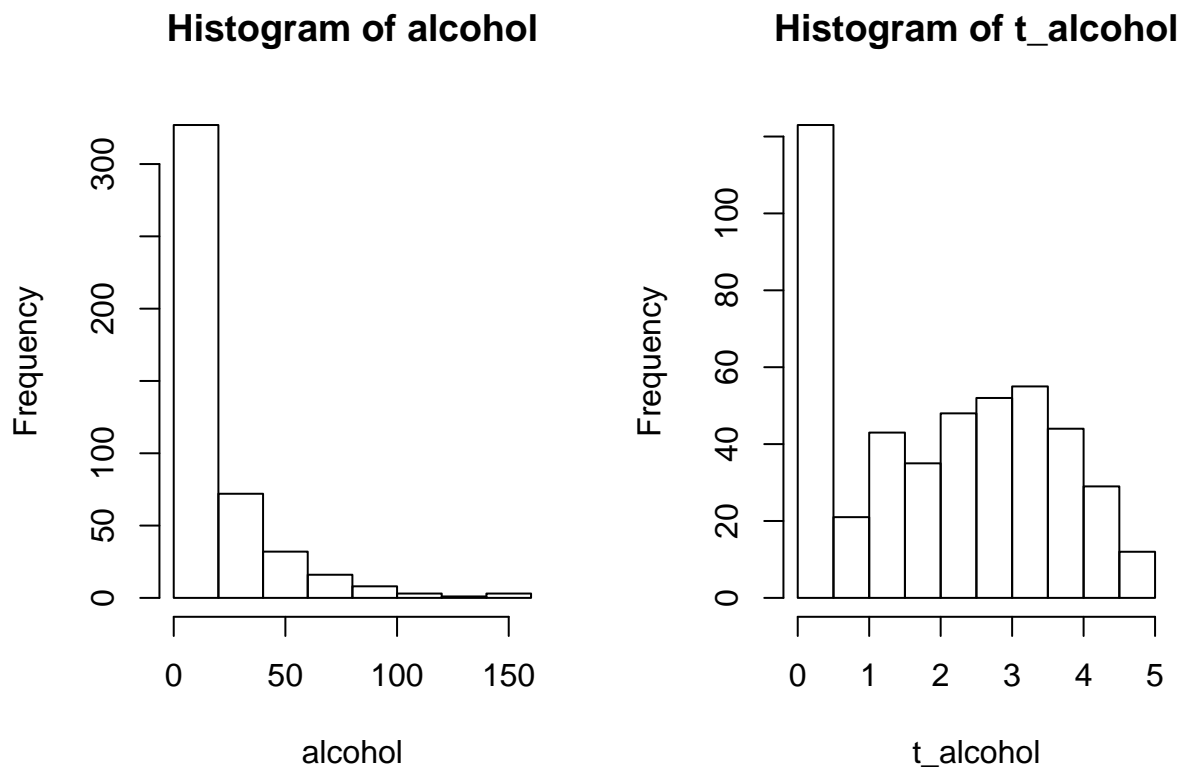 Histogram of alcohol
Frequency
300
200
100
50
0
0 50 100 150
alcohol
Histogram of t_alcohol
Frequency
100
80
60
40
20
0
0 1 2 3 4 5
t_alcohol